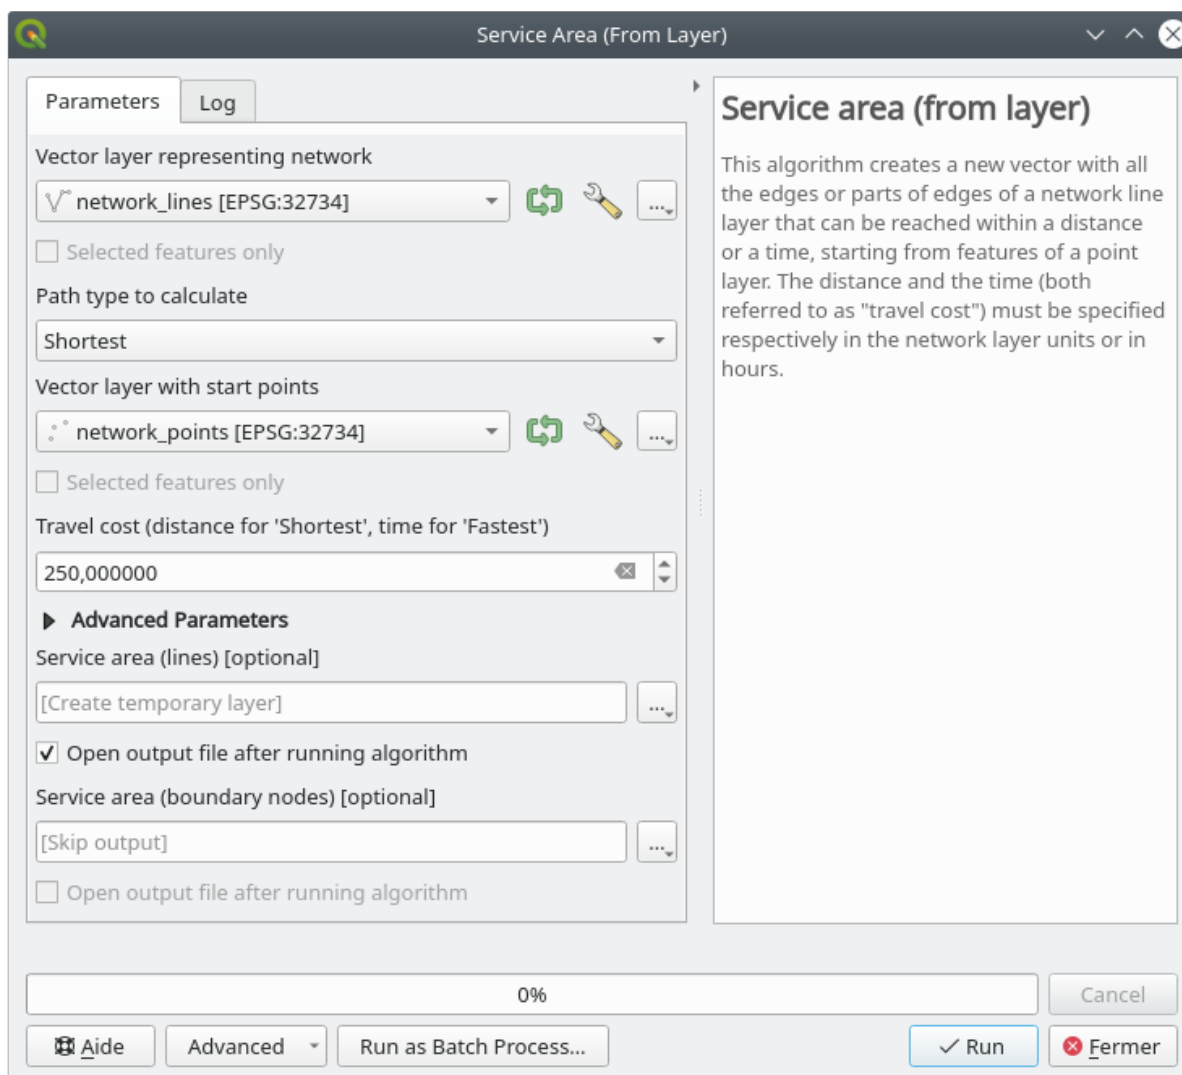 Service Area (From Layer)
Parameters
Log
Vector layer representing network
network_lines [EPSG:32734]
...
Selected features only
Path type to calculate
Shortest
Vector layer with start points
network_points [EPSG:32734]
...
Selected features only
Travel cost (distance for 'Shortest', time for 'Fastest')
250,000000
Advanced Parameters
Service area (lines) [optional]
[Create temporary layer]
...
Open output file after running algorithm
Service area (boundary nodes) [optional]
[Skip output]
...
Open output file after running algorithm
Service area (from layer)
This algorithm creates a new vector with all
the edges or parts of edges of a network line
layer that can be reached within a distance
or a time, starting from features of a point
layer. The distance and the time (both
referred to as "travel cost") must be specified
respectively in the network layer units or in
hours.
0%
Cancel
Aide
Advanced
Run as Batch Process...
Run
Fermer